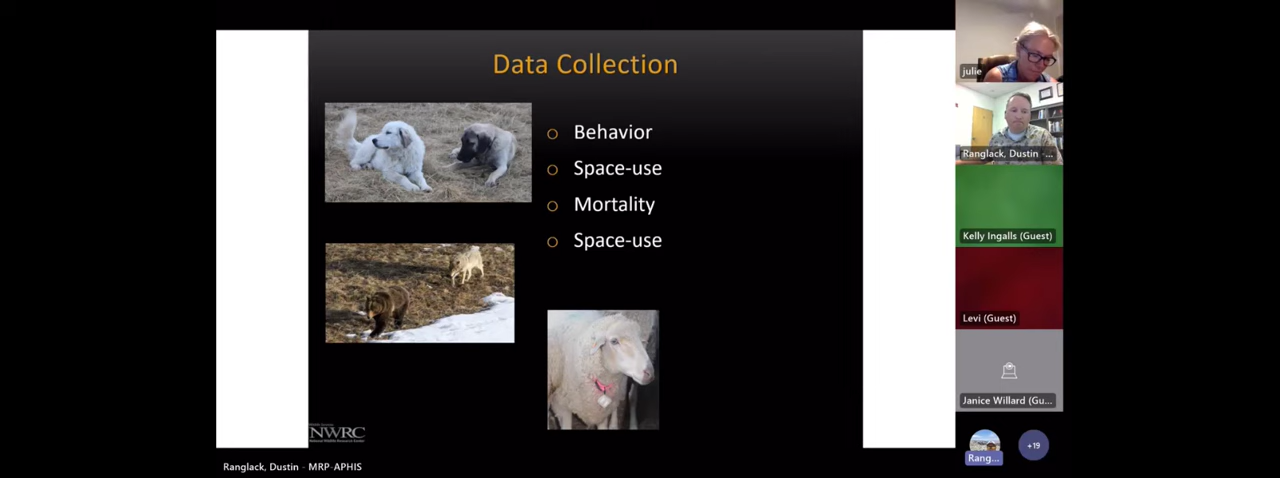 Data Collection
Behavior
Space-use
Mortality
Space-use
NWRC
Ranglack, Dustin - MRP-APHIS
julie
Ranglack, Dustin -...
Kelly Ingalls (Guest)
Levi (Guest)
Janice Willard (Gu...
Rang...
+19